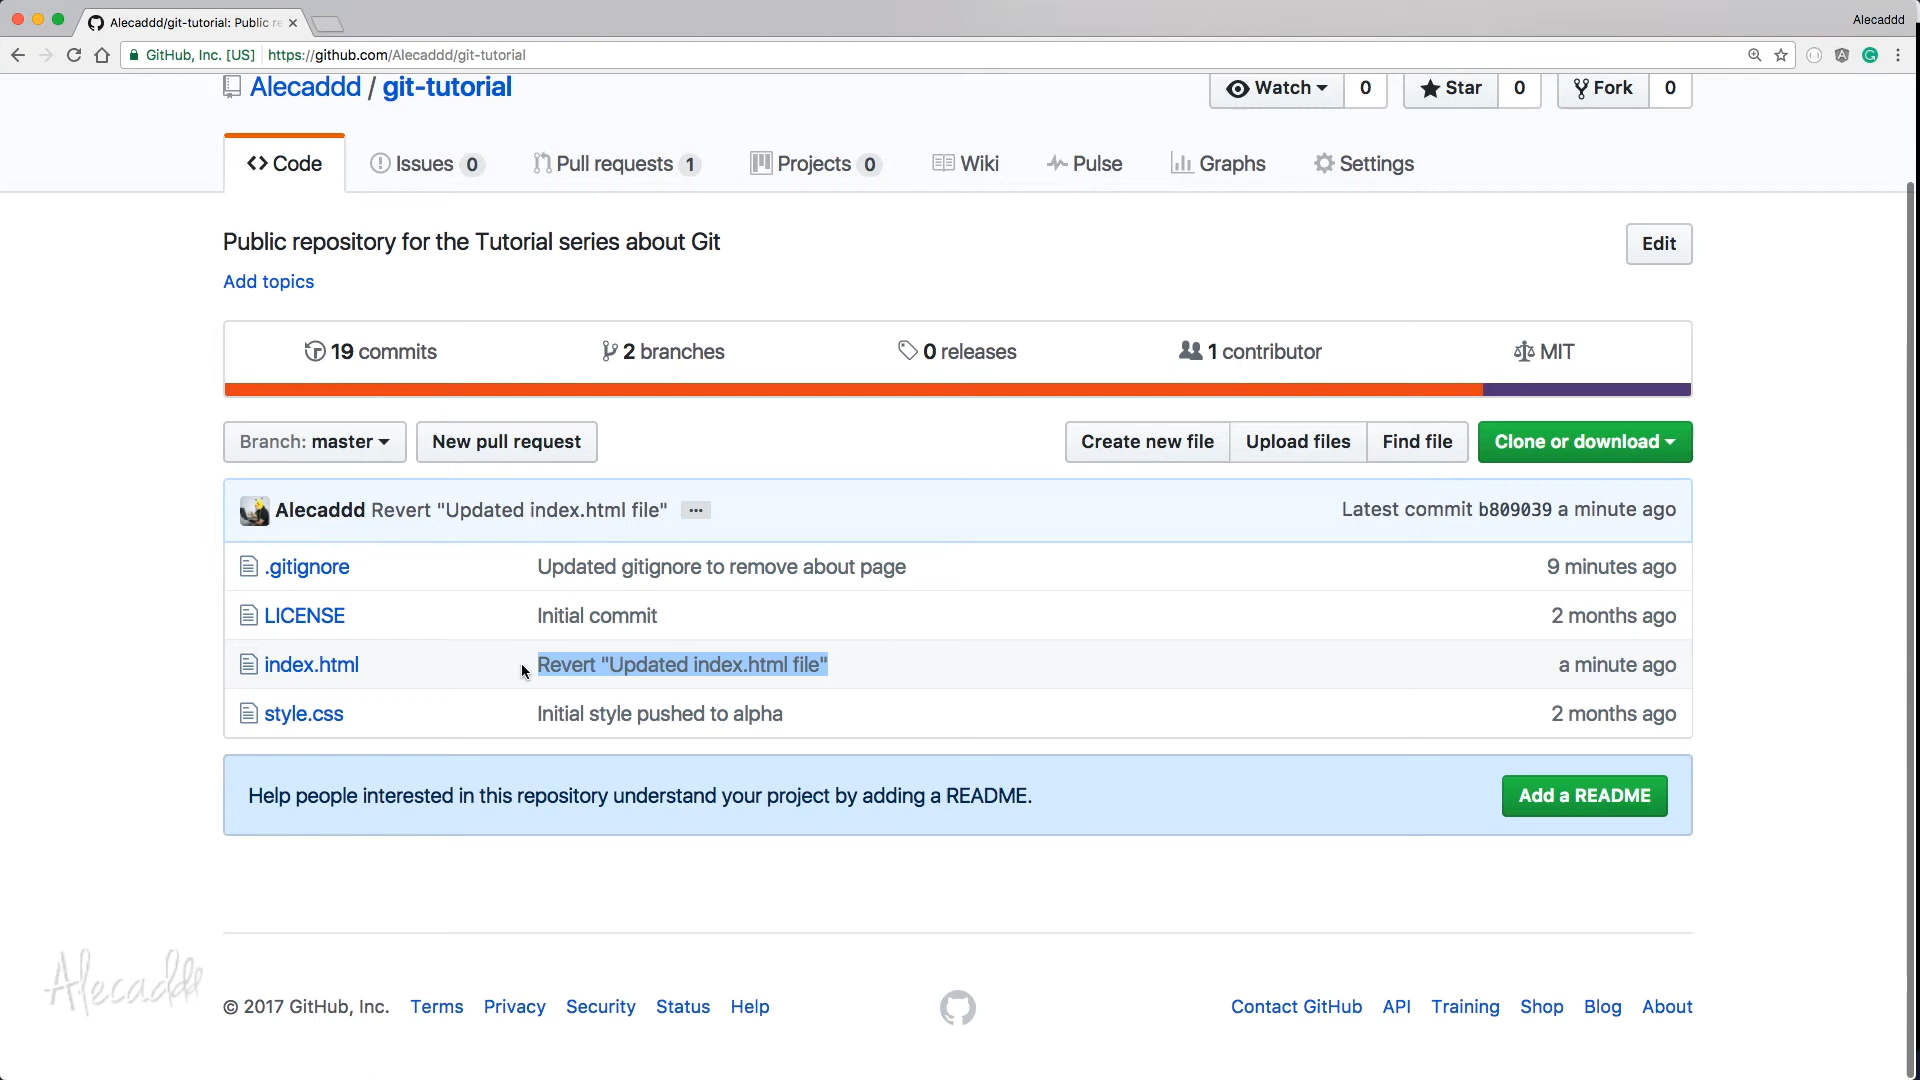 Alecaddd/git-tutorial: Public re
Alecaddd
GitHub, Inc. [US] https://github.com/Alecaddd/git-tutorial
Alecaddd / git-tutorial
Watch 0 Star 0 Fork 0
Code Issues 0 Pull requests 1 Projects 0 Wiki Pulse Graphs Settings
Public repository for the Tutorial series about Git Edit
Add topics
19 commits 2 branches 0 releases 1 contributor MIT
Branch: master New pull request Create new file Upload files Find file Clone or download
Alecaddd Revert "Updated index.html file" ... Latest commit b809039 a minute ago
.gitignore Updated gitignore to remove about page 9 minutes ago
LICENSE Initial commit 2 months ago
index.html Revert "Updated index.html file" a minute ago
style.css Initial style pushed to alpha 2 months ago
Help people interested in this repository understand your project by adding a README. Add a README
Alecaddd
© 2017 GitHub, Inc. Terms Privacy Security Status Help Contact GitHub API Training Shop Blog About